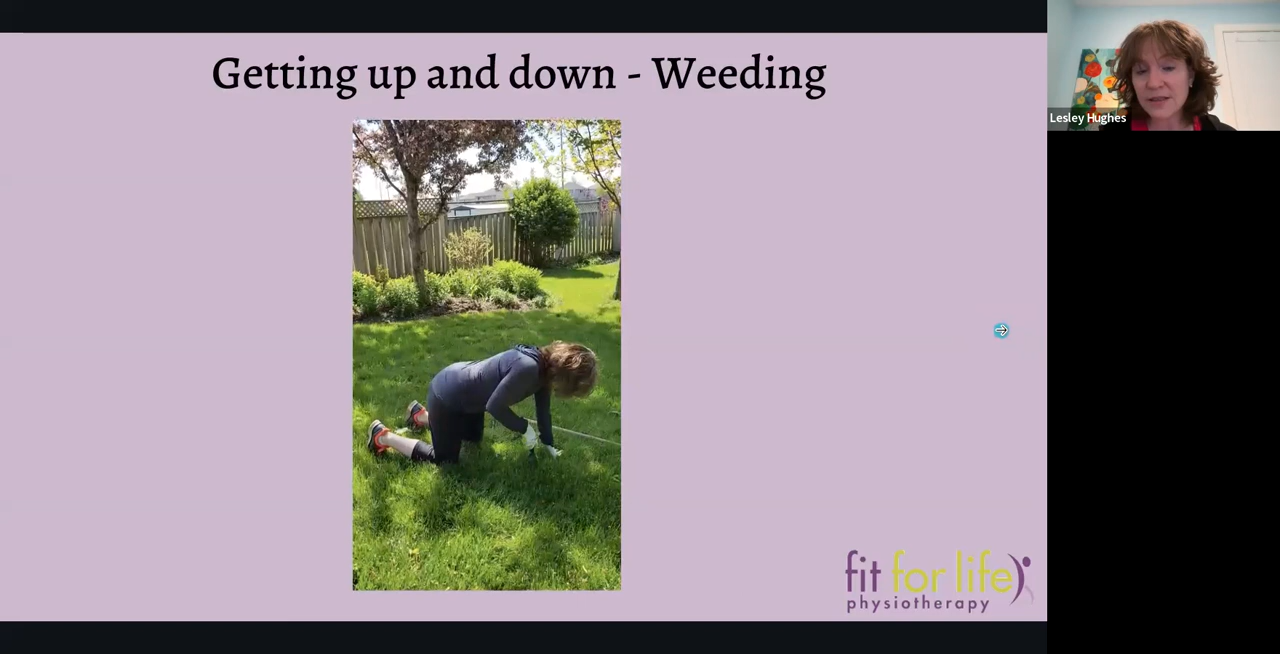 Getting up and down - Weeding
Lesley Hughes
fit for life
physiotherapy